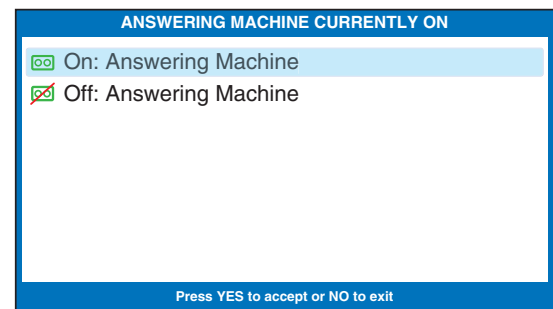 ANSWERING MACHINE CURRENTLY ON
On: Answering Machine
Off: Answering Machine
Press YES to accept or NO to exit